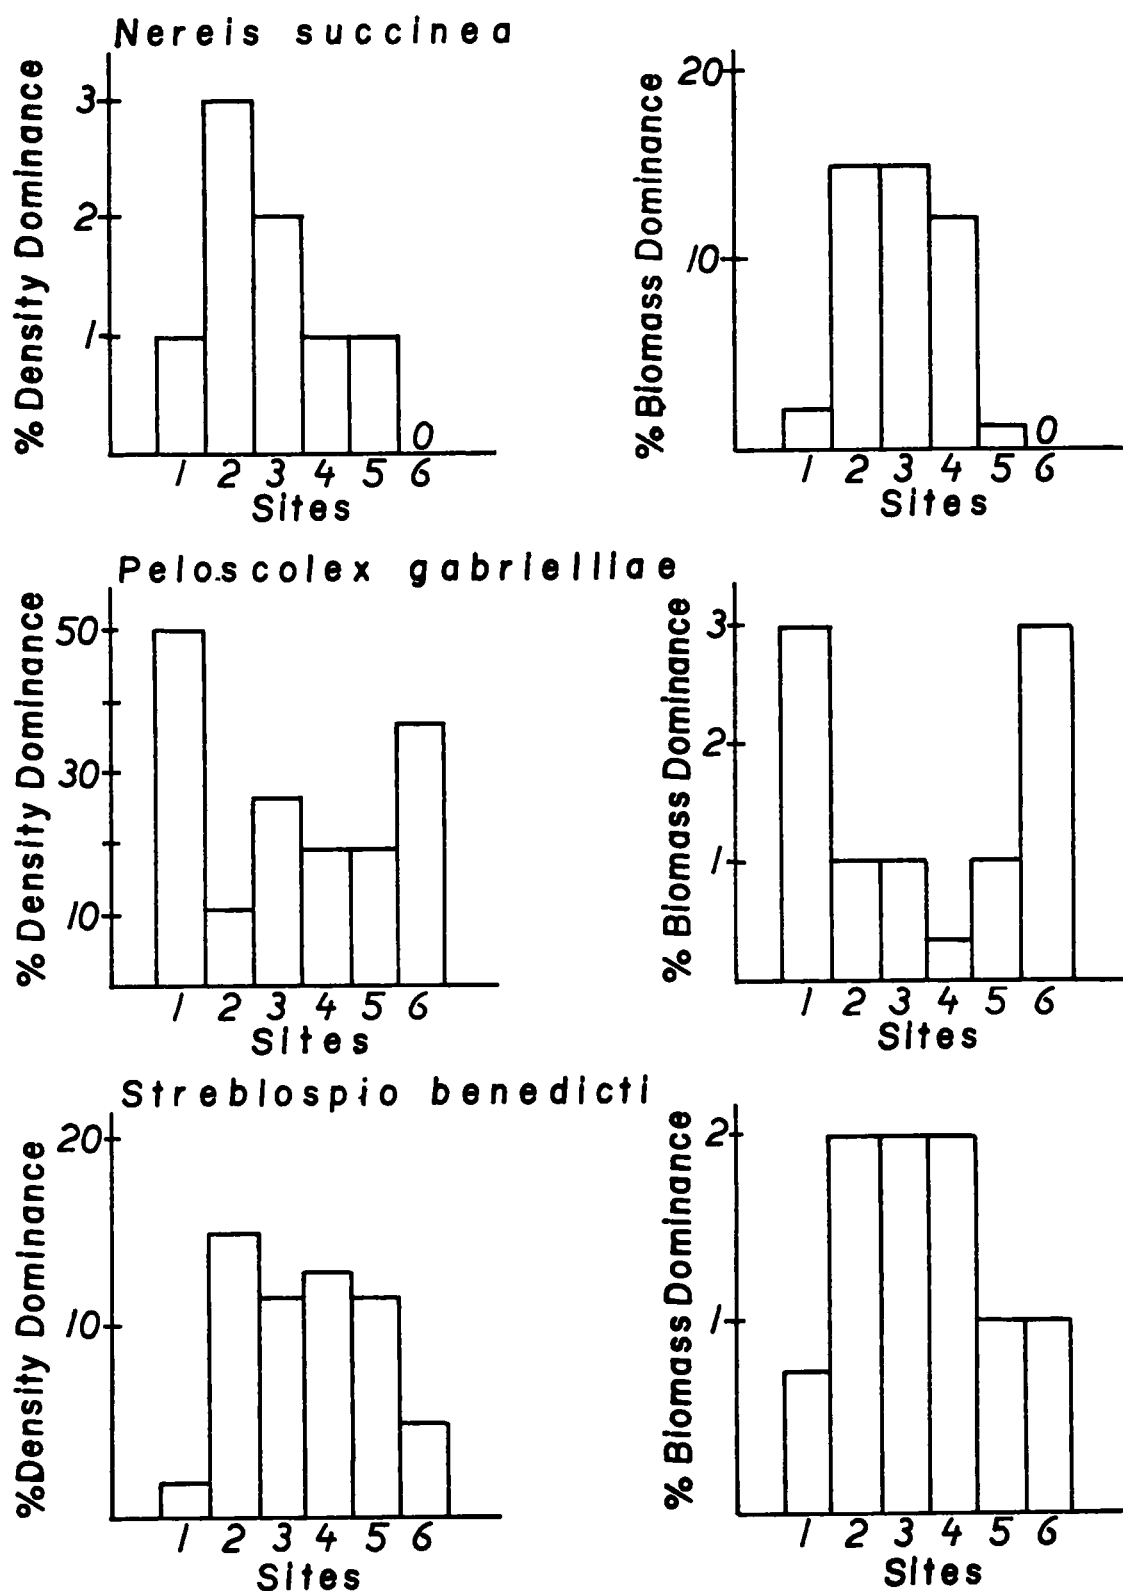 Nereis succinea
% Density Dominance
3
2
1
0
1 2 3 4 5 6
Sites
% Biomass Dominance
20
10
0
1 2 3 4 5 6
Sites
Peloscolex gabrielliae
% Density Dominance
50
30
10
1 2 3 4 5 6
Sites
% Biomass Dominance
3
2
1
1 2 3 4 5 6
Sites
Streblospio benedicti
%Density Dominance
20
10
1 2 3 4 5 6
Sites
% Biomass Dominance
2
1
1 2 3 4 5 6
Sites